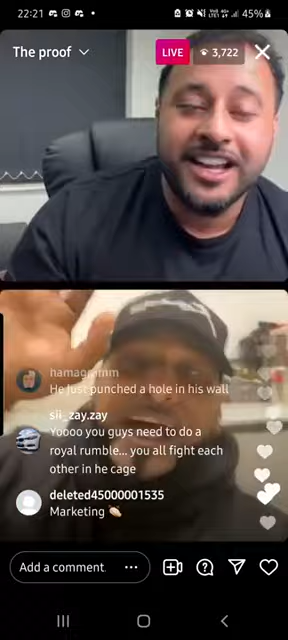 22:21
45%
The proof
LIVE
3,722
hamagramm
He just punched a hole in his wall
sii_zay.zay
Yoooo you guys need to do a
royal rumble... you all fight each
other in he cage
deleted45000001535
Marketing
Add a comment